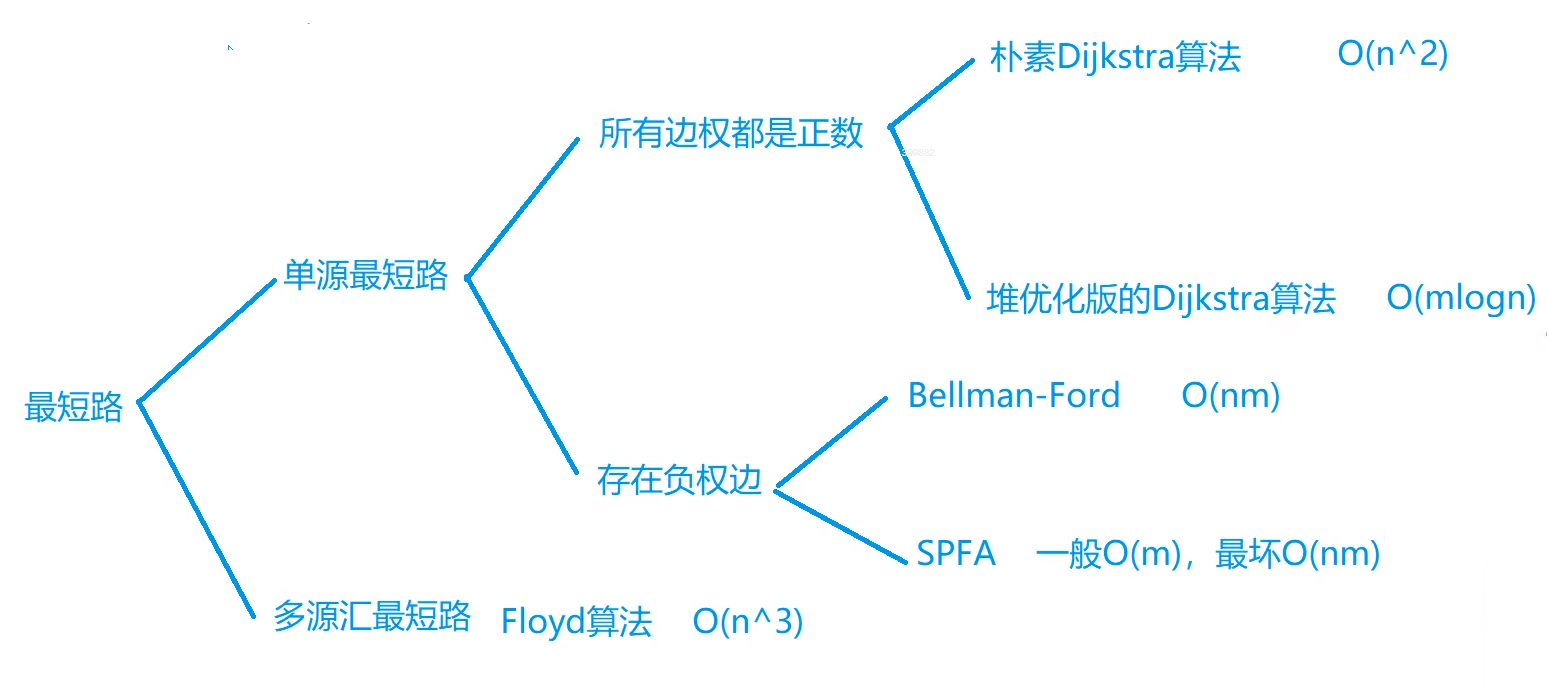 朴素Dijkstra算法 O(n^2)
所有边权都是正数
单源最短路
堆优化版的Dijkstra算法 O(mlogn)
最短路
Bellman-Ford O(nm)
存在负权边
SPFA 一般O(m)，最坏O(nm)
多源汇最短路 Floyd算法 O(n^3)